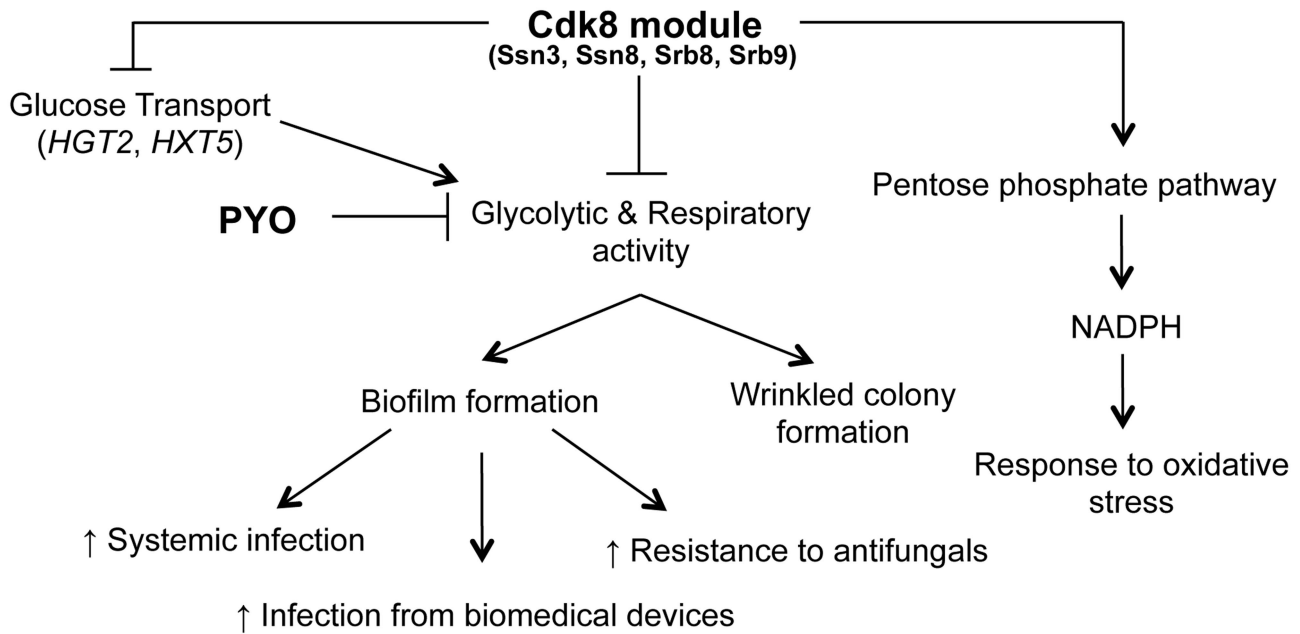 Cdk8 module
(Ssn3, Ssn8, Srb8, Srb9)
Glucose Transport
(HGT2, HXT5)
PYO
Glycolytic & Respiratory
activity
Pentose phosphate pathway
NADPH
Response to oxidative
stress
Biofilm formation
Wrinkled colony
formation
↑ Systemic infection
↑ Resistance to antifungals
↑ Infection from biomedical devices